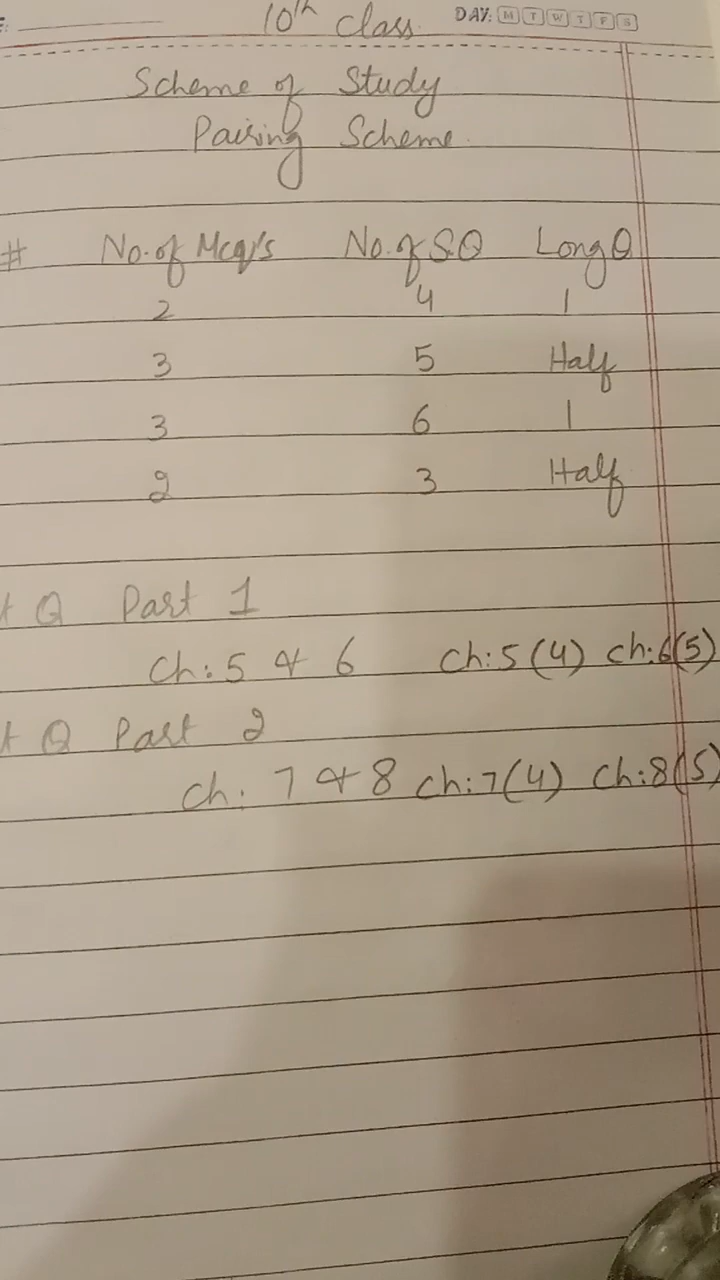 10th class DAY: M T W T F S
Scheme of Study
Pairing Scheme.
# No. of Mcq's No. of S.Q Long Q
2 4 1
3 5 Half
3 6 1
2 3 Half
t Q Part 1
Ch: 5 & 6 Ch: 5 (4) Ch: 6 (5)
t Q Part 2
Ch: 7 & 8 Ch: 7 (4) Ch: 8 (5)